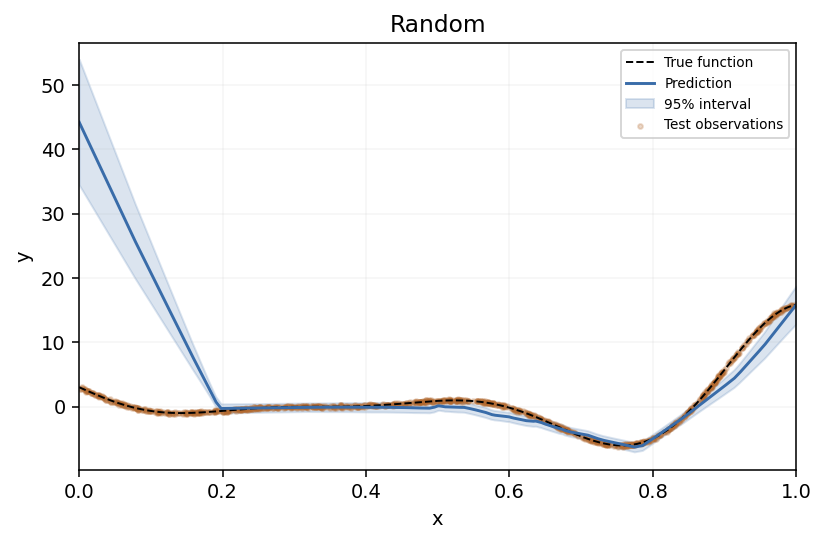 Random
True function
Prediction
95% interval
Test observations
y
50
40
30
20
10
0
0.0 0.2 0.4 0.6 0.8 1.0
x